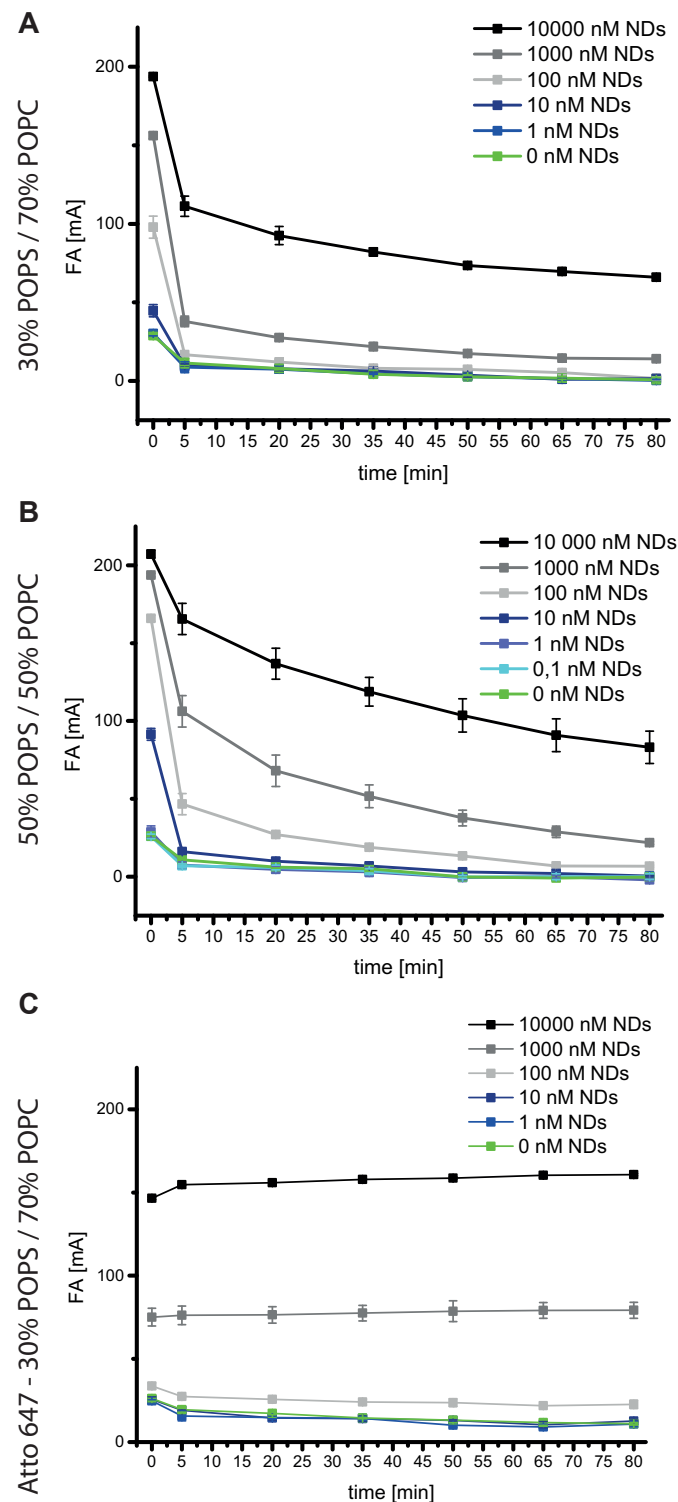 A
30% POPS / 70% POPC
FA [mA]
200
100
0
10000 nM NDs
1000 nM NDs
100 nM NDs
10 nM NDs
1 nM NDs
0 nM NDs
0 5 10 15 20 25 30 35 40 45 50 55 60 65 70 75 80
time [min]
B
50% POPS / 50% POPC
FA [mA]
200
100
0
10 000 nM NDs
1000 nM NDs
100 nM NDs
10 nM NDs
1 nM NDs
0,1 nM NDs
0 nM NDs
0 5 10 15 20 25 30 35 40 45 50 55 60 65 70 75 80
time [min]
C
Atto 647 - 30% POPS / 70% POPC
FA [mA]
200
100
0
10000 nM NDs
1000 nM NDs
100 nM NDs
10 nM NDs
1 nM NDs
0 nM NDs
0 5 10 15 20 25 30 35 40 45 50 55 60 65 70 75 80
time [min]